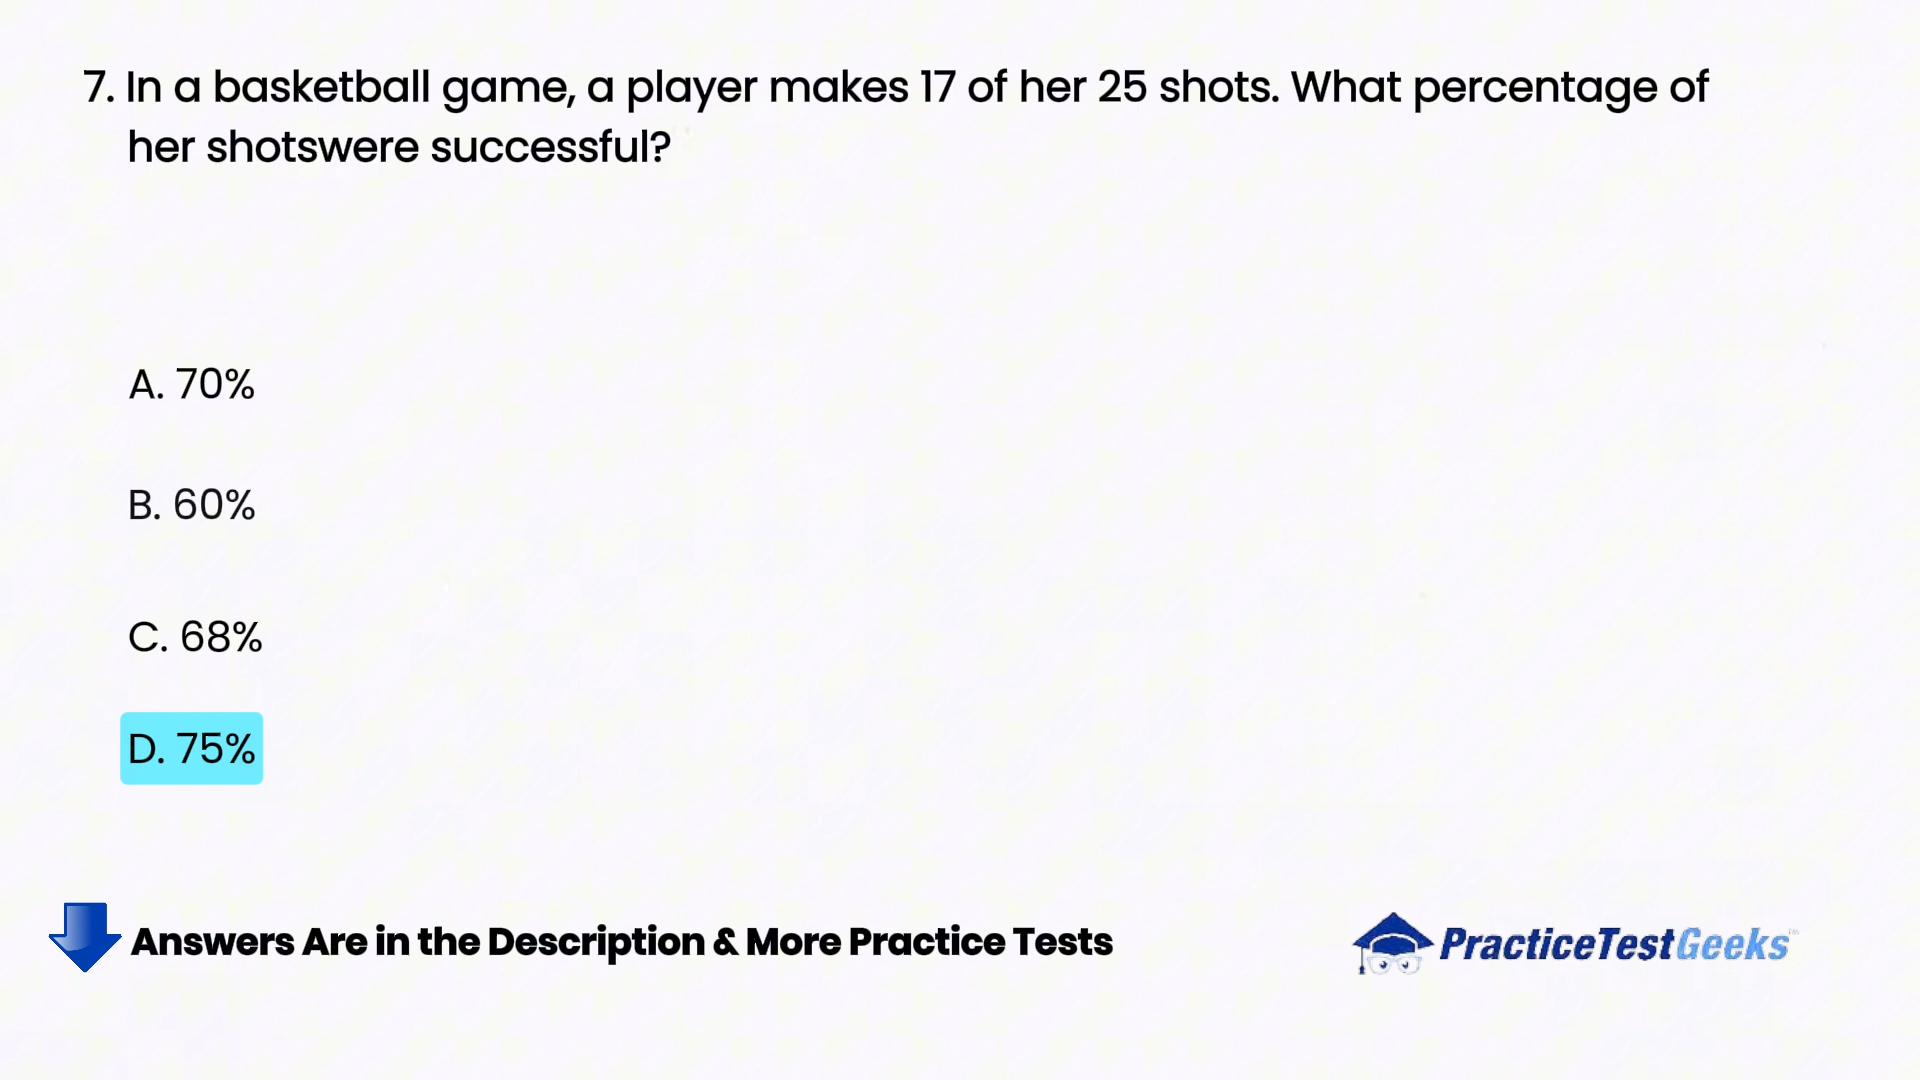 7. In a basketball game, a player makes 17 of her 25 shots. What percentage of
her shotswere successful?
A. 70%
B. 60%
C. 68%
D. 75%
Answers Are in the Description & More Practice Tests
PracticeTestGeeks™